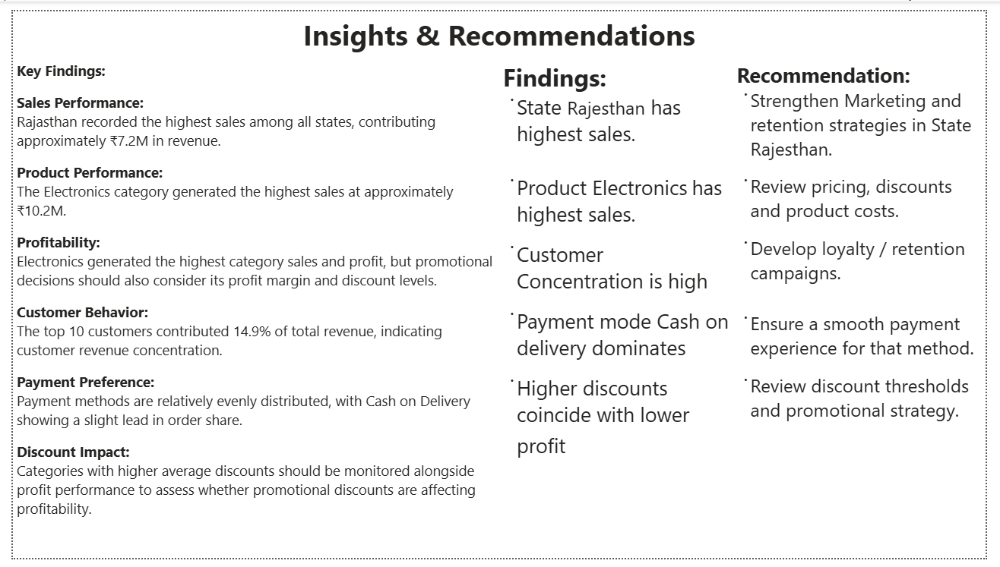 Insights & Recommendations
Key Findings:
Sales Performance:
Rajasthan recorded the highest sales among all states, contributing
approximately ₹7.2M in revenue.
Product Performance:
The Electronics category generated the highest sales at approximately
₹10.2M.
Profitability:
Electronics generated the highest category sales and profit, but promotional
decisions should also consider its profit margin and discount levels.
Customer Behavior:
The top 10 customers contributed 14.9% of total revenue, indicating
customer revenue concentration.
Payment Preference:
Payment methods are relatively evenly distributed, with Cash on Delivery
showing a slight lead in order share.
Discount Impact:
Categories with higher average discounts should be monitored alongside
profit performance to assess whether promotional discounts are affecting
profitability.
Findings:
· State Rajesthan has
highest sales.
· Product Electronics has
highest sales.
· Customer
Concentration is high
· Payment mode Cash on
delivery dominates
· Higher discounts
coincide with lower
profit
Recommendation:
· Strengthen Marketing and
retention strategies in State
Rajesthan.
· Review pricing, discounts
and product costs.
· Develop loyalty / retention
campaigns.
· Ensure a smooth payment
experience for that method.
· Review discount thresholds
and promotional strategy.